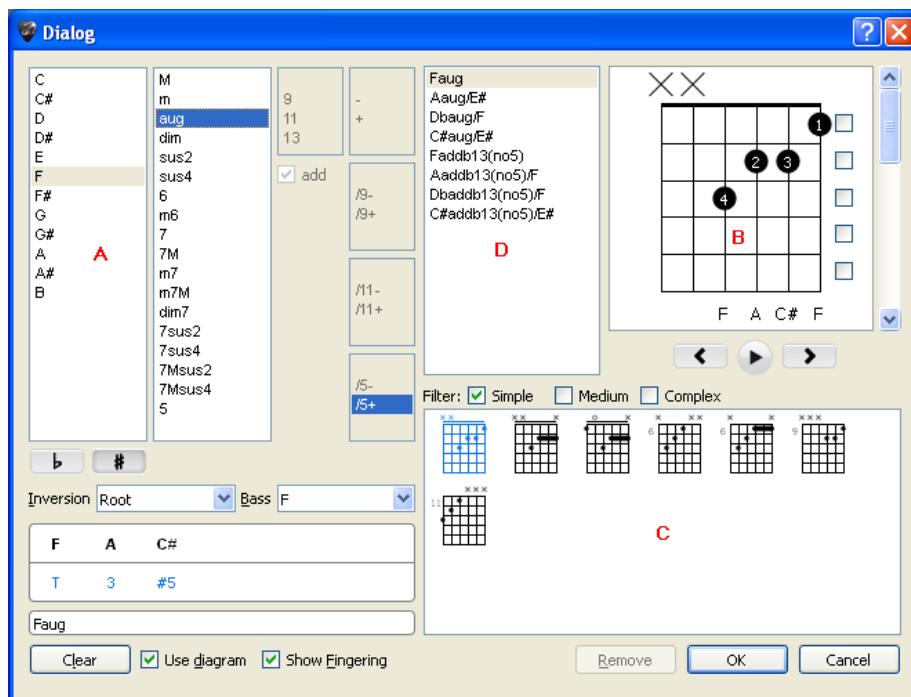 Dialog
C
C#
D
D#
E
F
F#
G
G#
A
A#
B
A
M
m
aug
dim
sus2
sus4
6
m6
7
7M
m7
m7M
dim7
7sus2
7sus4
7Msus2
7Msus4
5
9
11
13
add
-
+
/9-
/9+
/11-
/11+
/5-
/5+
Faug
Aaug/E#
Dbaug/F
C#aug/E#
Faddb13(no5)
Aaddb13(no5)/F
Dbaddb13(no5)/F
C#addb13(no5)/E#
D
1
2 3
4
B
F A C# F
Filter: Simple Medium Complex
6 6 9
11
C
♭ #
Inversion Root Bass F
F A C#
T 3 #5
Faug
Clear Use diagram Show Fingering Remove OK Cancel